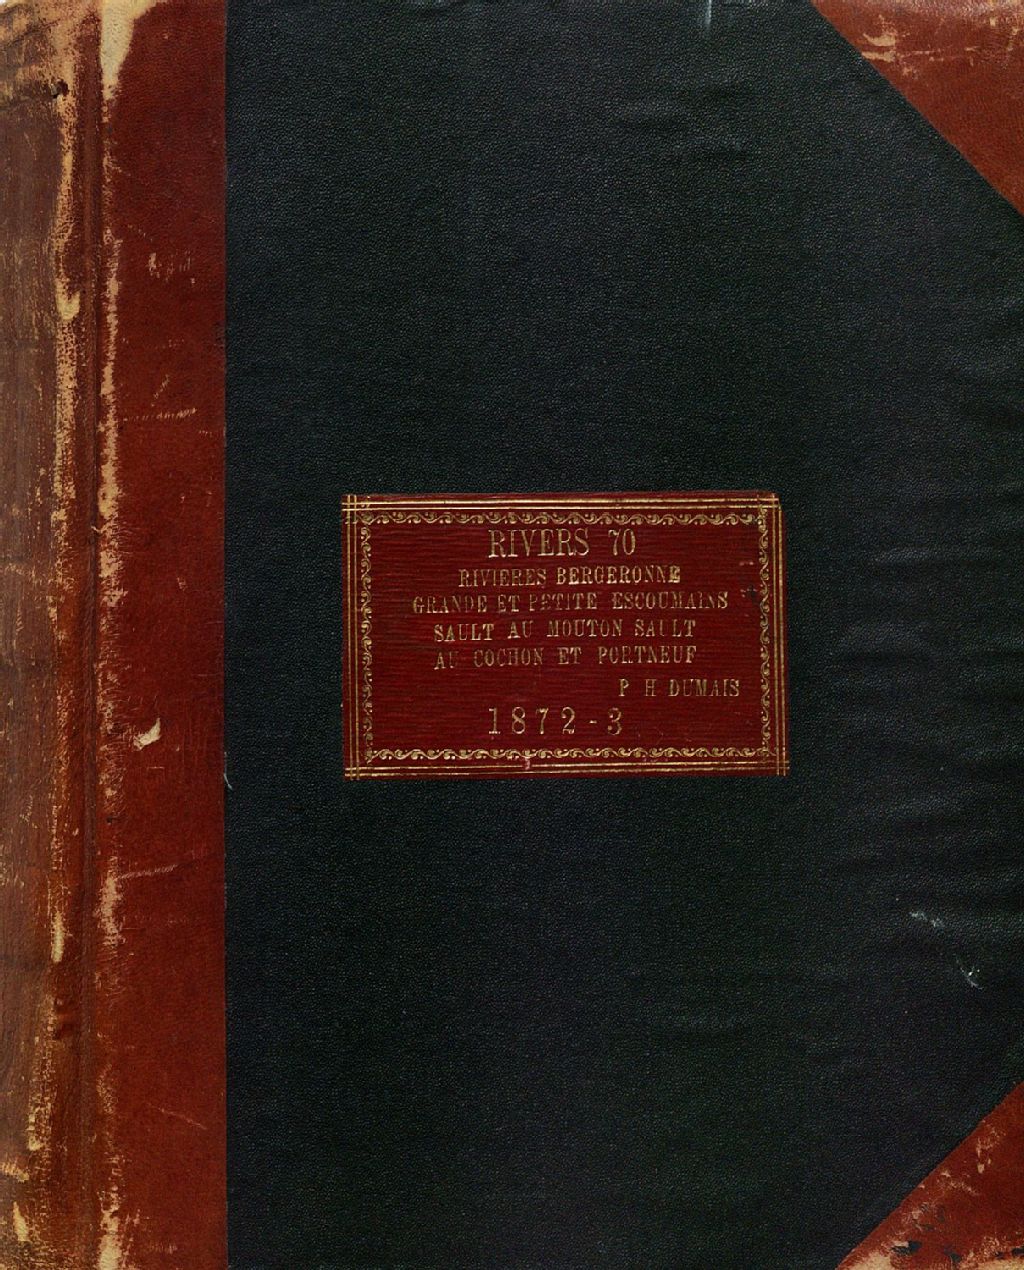 RIVERS 70
RIVIERES BERGERONNE
GRANDE ET PETITE ESCOUMAINS
SAULT AU MOUTON SAULT
AU COCHON ET PORTNEUF
P H DUMAIS
1872-3